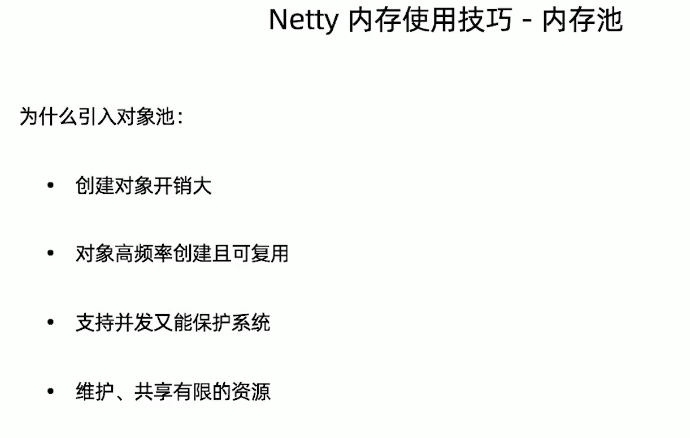 Netty 内存使用技巧 - 内存池
为什么引入对象池：
• 创建对象开销大
• 对象高频率创建且可复用
• 支持并发又能保护系统
• 维护、共享有限的资源